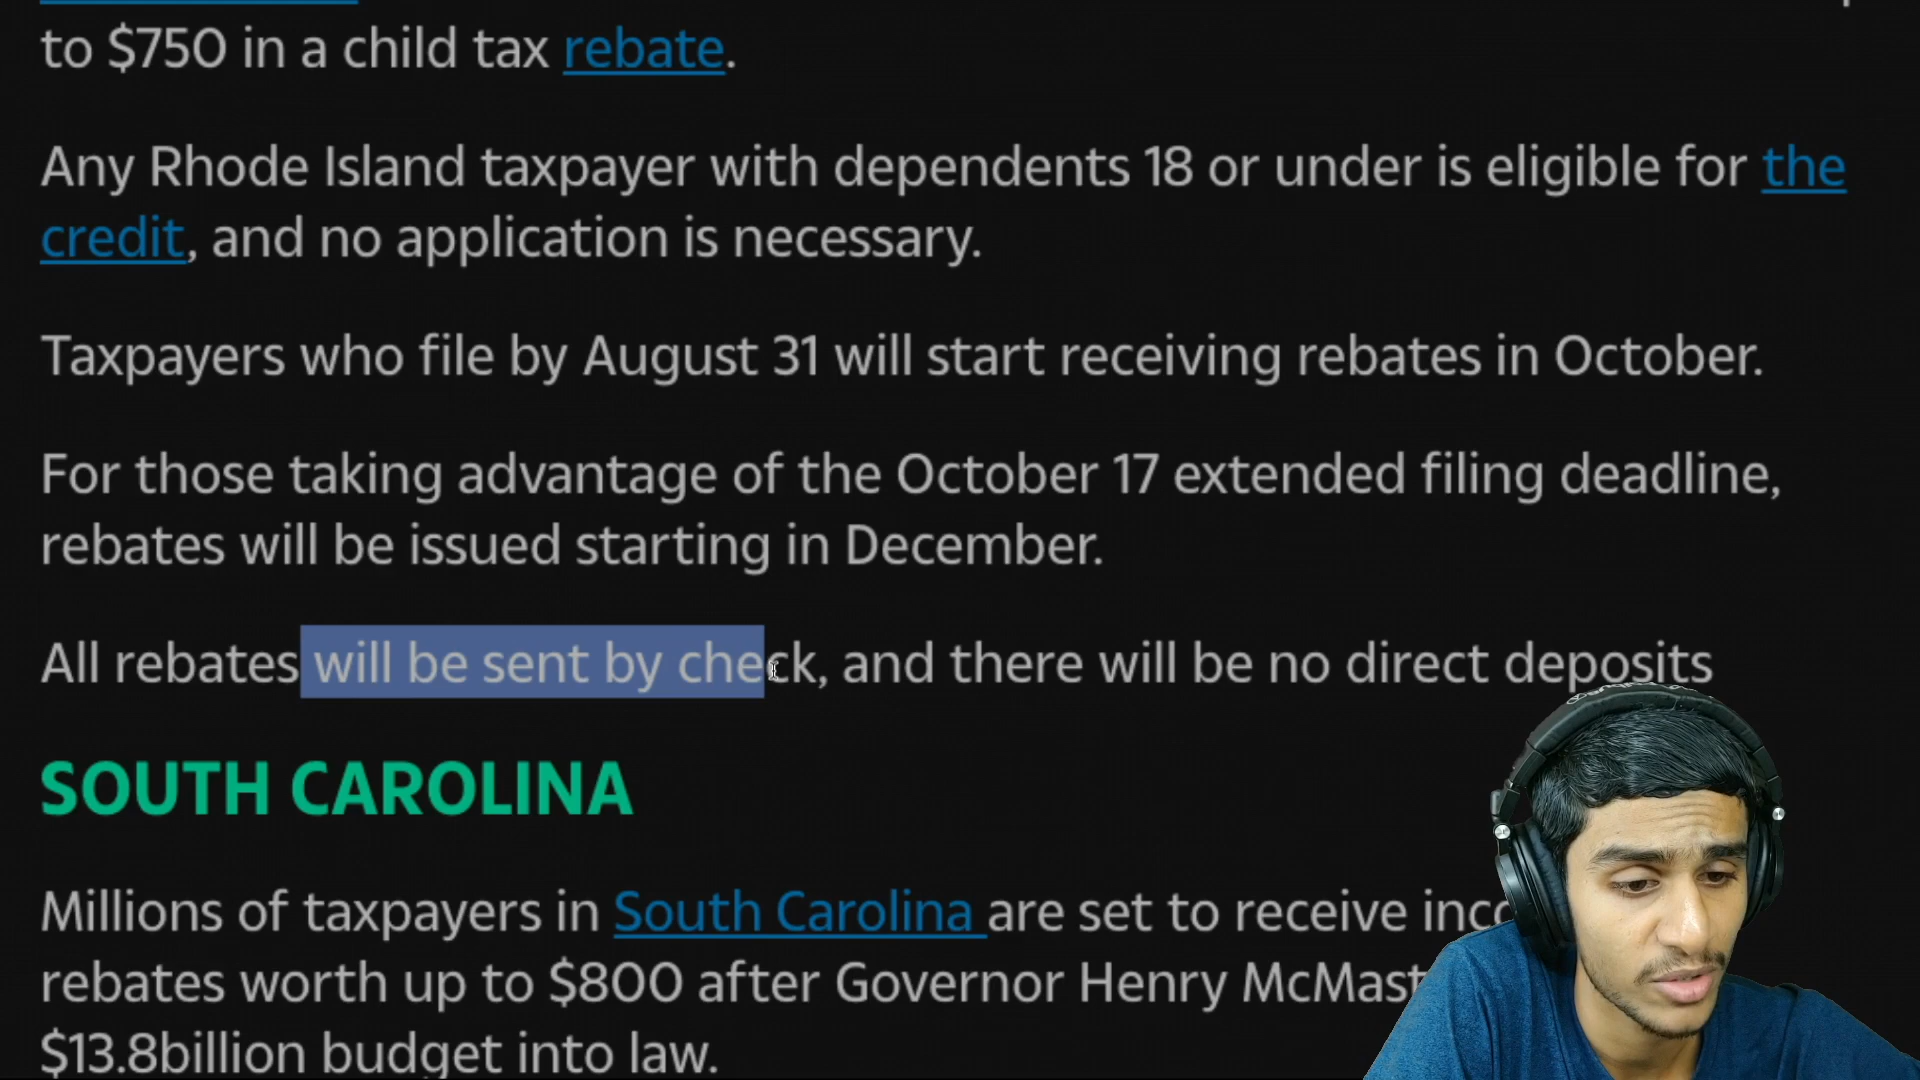 to $750 in a child tax rebate.
Any Rhode Island taxpayer with dependents 18 or under is eligible for the
credit, and no application is necessary.
Taxpayers who file by August 31 will start receiving rebates in October.
For those taking advantage of the October 17 extended filing deadline,
rebates will be issued starting in December.
All rebates will be sent by check, and there will be no direct deposits
SOUTH CAROLINA
Millions of taxpayers in South Carolina are set to receive
rebates worth up to $800 after Governor Henry
$13.8billion budget into law.